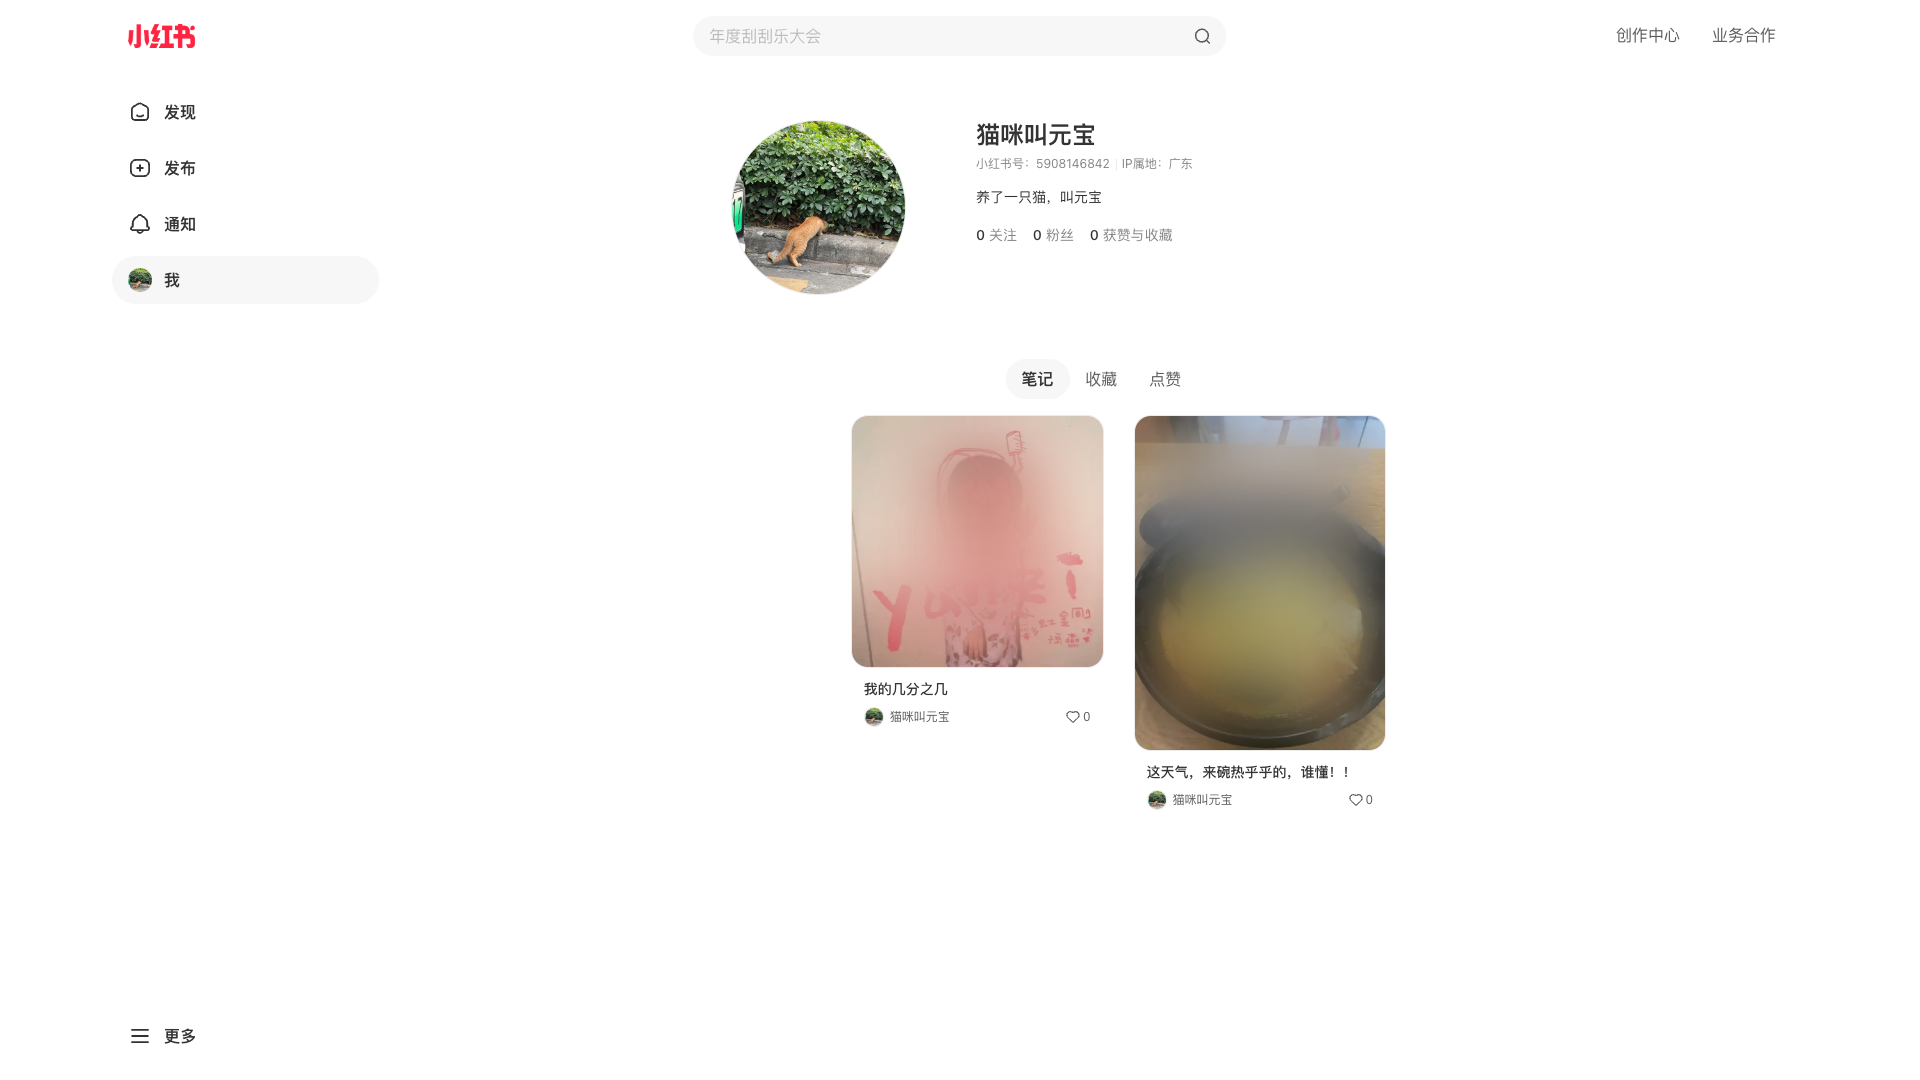 小红书
年度刮刮乐大会
创作中心
业务合作
发现
发布
通知
我
猫咪叫元宝
小红书号：5908146842 IP属地：广东
养了一只猫，叫元宝
0 关注 0 粉丝 0 获赞与收藏
笔记 收藏 点赞
我的几分之几
猫咪叫元宝
0
这天气，来碗热乎乎的，谁懂！！
猫咪叫元宝
0
更多